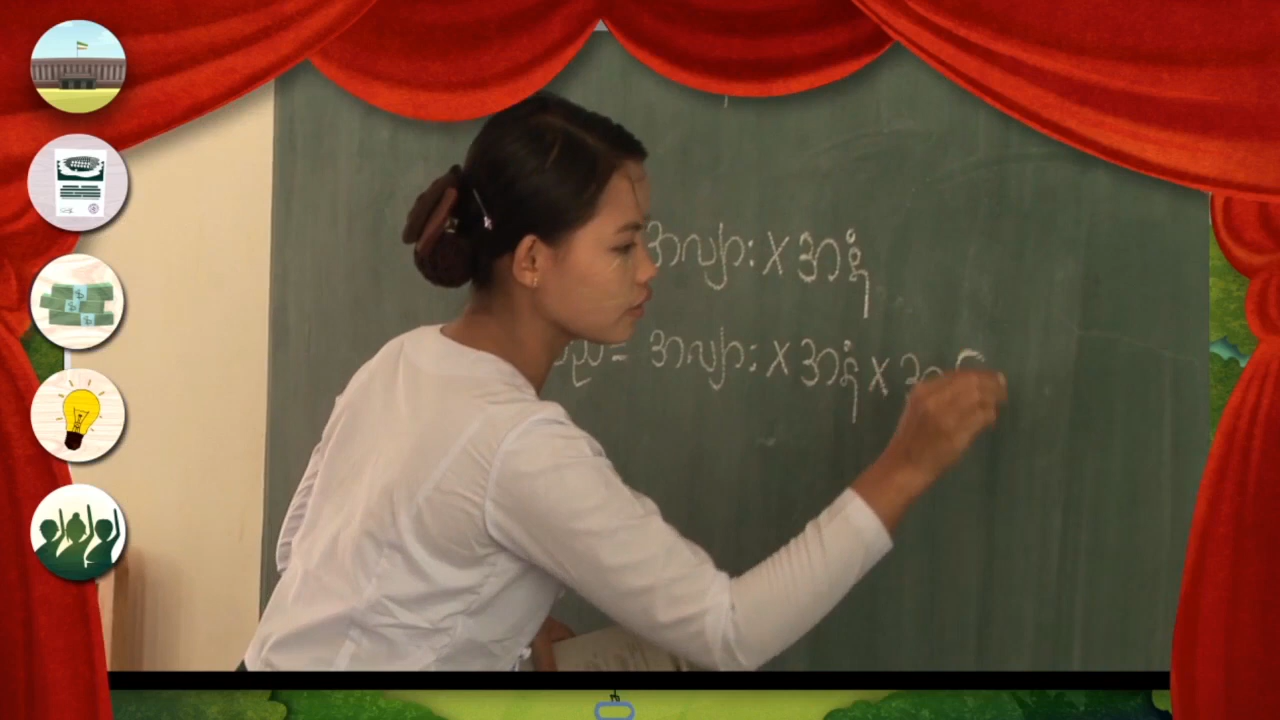 အလျား x အနံ
= အလျား x အနံ x